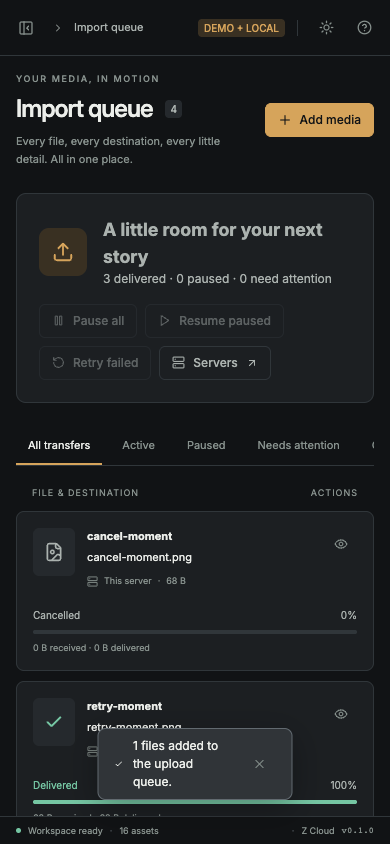 Import queue
DEMO + LOCAL
YOUR MEDIA, IN MOTION
Import queue 4
Add media
Every file, every destination, every little
detail. All in one place.
A little room for your next
story
3 delivered · 0 paused · 0 need attention
Pause all
Resume paused
Retry failed
Servers
All transfers
Active
Paused
Needs attention
FILE & DESTINATION
ACTIONS
cancel-moment
cancel-moment.png
This server · 68 B
Cancelled
0%
0 B received · 0 B delivered
retry-moment
retry-moment.png
1 files added to
the upload
queue.
Delivered
100%
Workspace ready · 16 assets
· Z Cloud v0.1.0